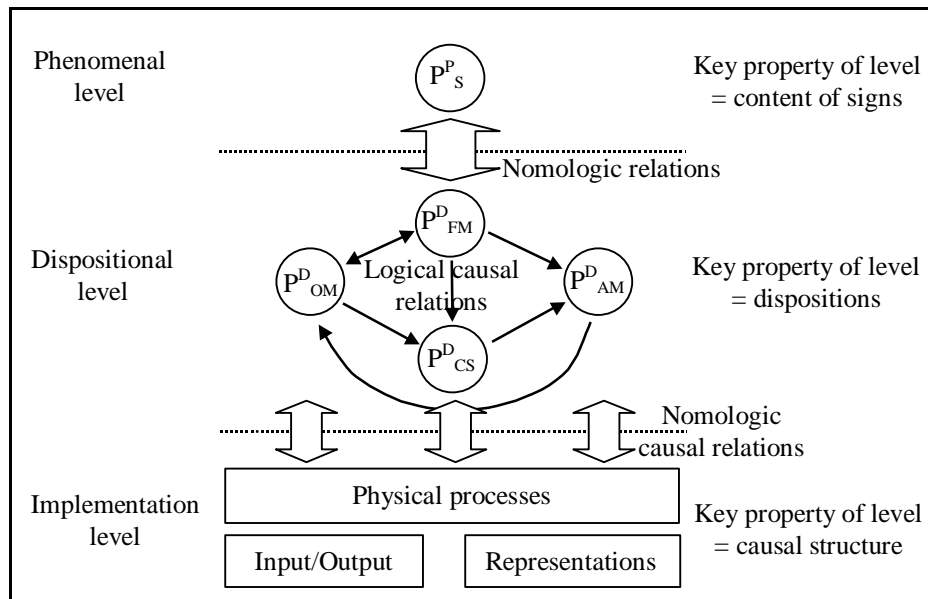 Phenomenal
level
P^P_S
Key property of level
= content of signs
Nomologic relations
Dispositional
level
P^D_FM
P^D_OM
Logical causal
relations
P^D_AM
P^D_CS
Key property of level
= dispositions
Nomologic
causal relations
Implementation
level
Physical processes
Input/Output
Representations
Key property of level
= causal structure